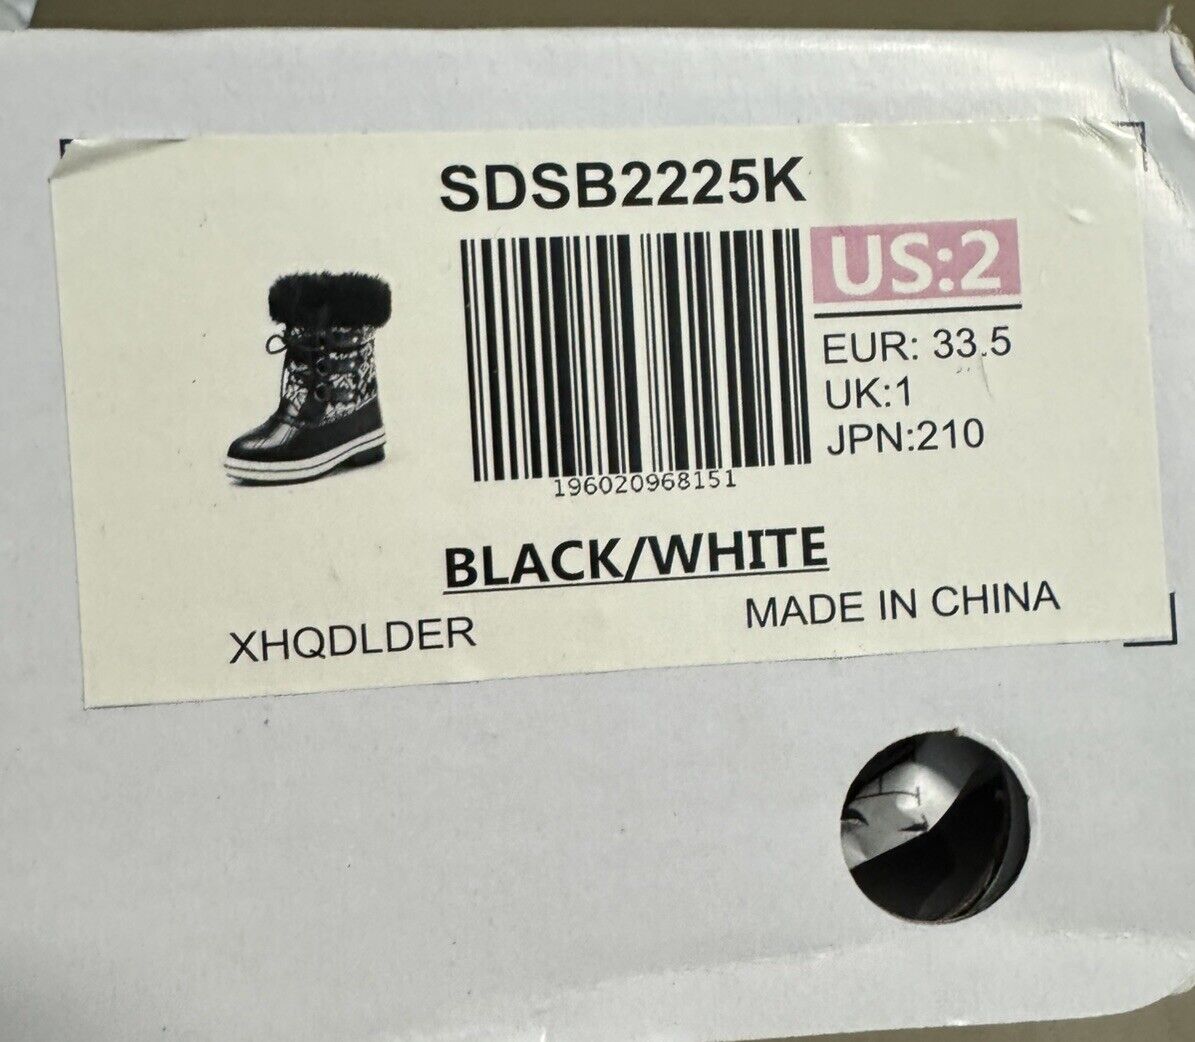 SDSB2225K
US:2
EUR: 33.5
UK:1
JPN:210
196020968151
BLACK/WHITE
XHQDLDER
MADE IN CHINA